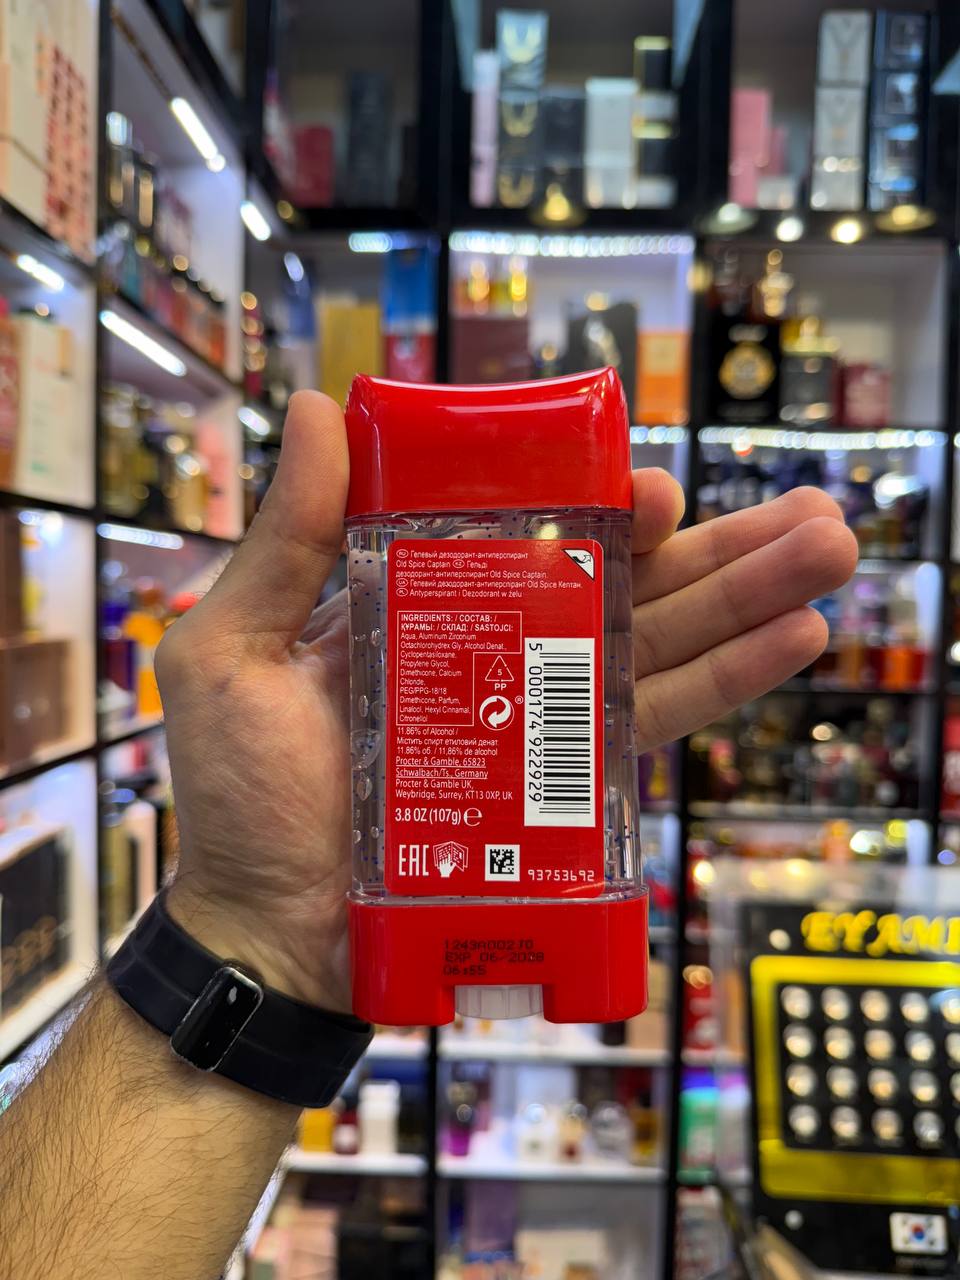 RU Гелевый дезодорант-антиперспирант
Old Spice Captain KZ Гельді
дезодорант-антиперспирант Old Spice Captain.
UA Гелевий дезодорант-антиперспірант Old Spice Кептан.
PL Antyperspirant i Dezodorant w żelu
INGREDIENTS: / СОСТАВ: /
ҚҰРАМЫ: / СКЛАД: / SASTOJCI:
Aqua, Aluminum Zirconium
Octachlorohydrex Gly, Alcohol Denat.,
Cyclopentasiloxane,
Propylene Glycol,
Dimethicone, Calcium
Chloride,
PEG/PPG-18/18
Dimethicone, Parfum,
Linalool, Hexyl Cinnamal,
Citronellol
5
PP
11.86% of Alcohol /
Містить спирт етиловий денат.
11.86% об. / 11,86% de alcohol
Procter & Gamble, 65823
Schwalbach/Ts., Germany
Procter & Gamble UK,
Weybridge, Surrey, KT13 0XP, UK
3.8 OZ (107g) e
5 000174 922929
EAC
93753692
1243A00210
EXP 06/2028
06:55